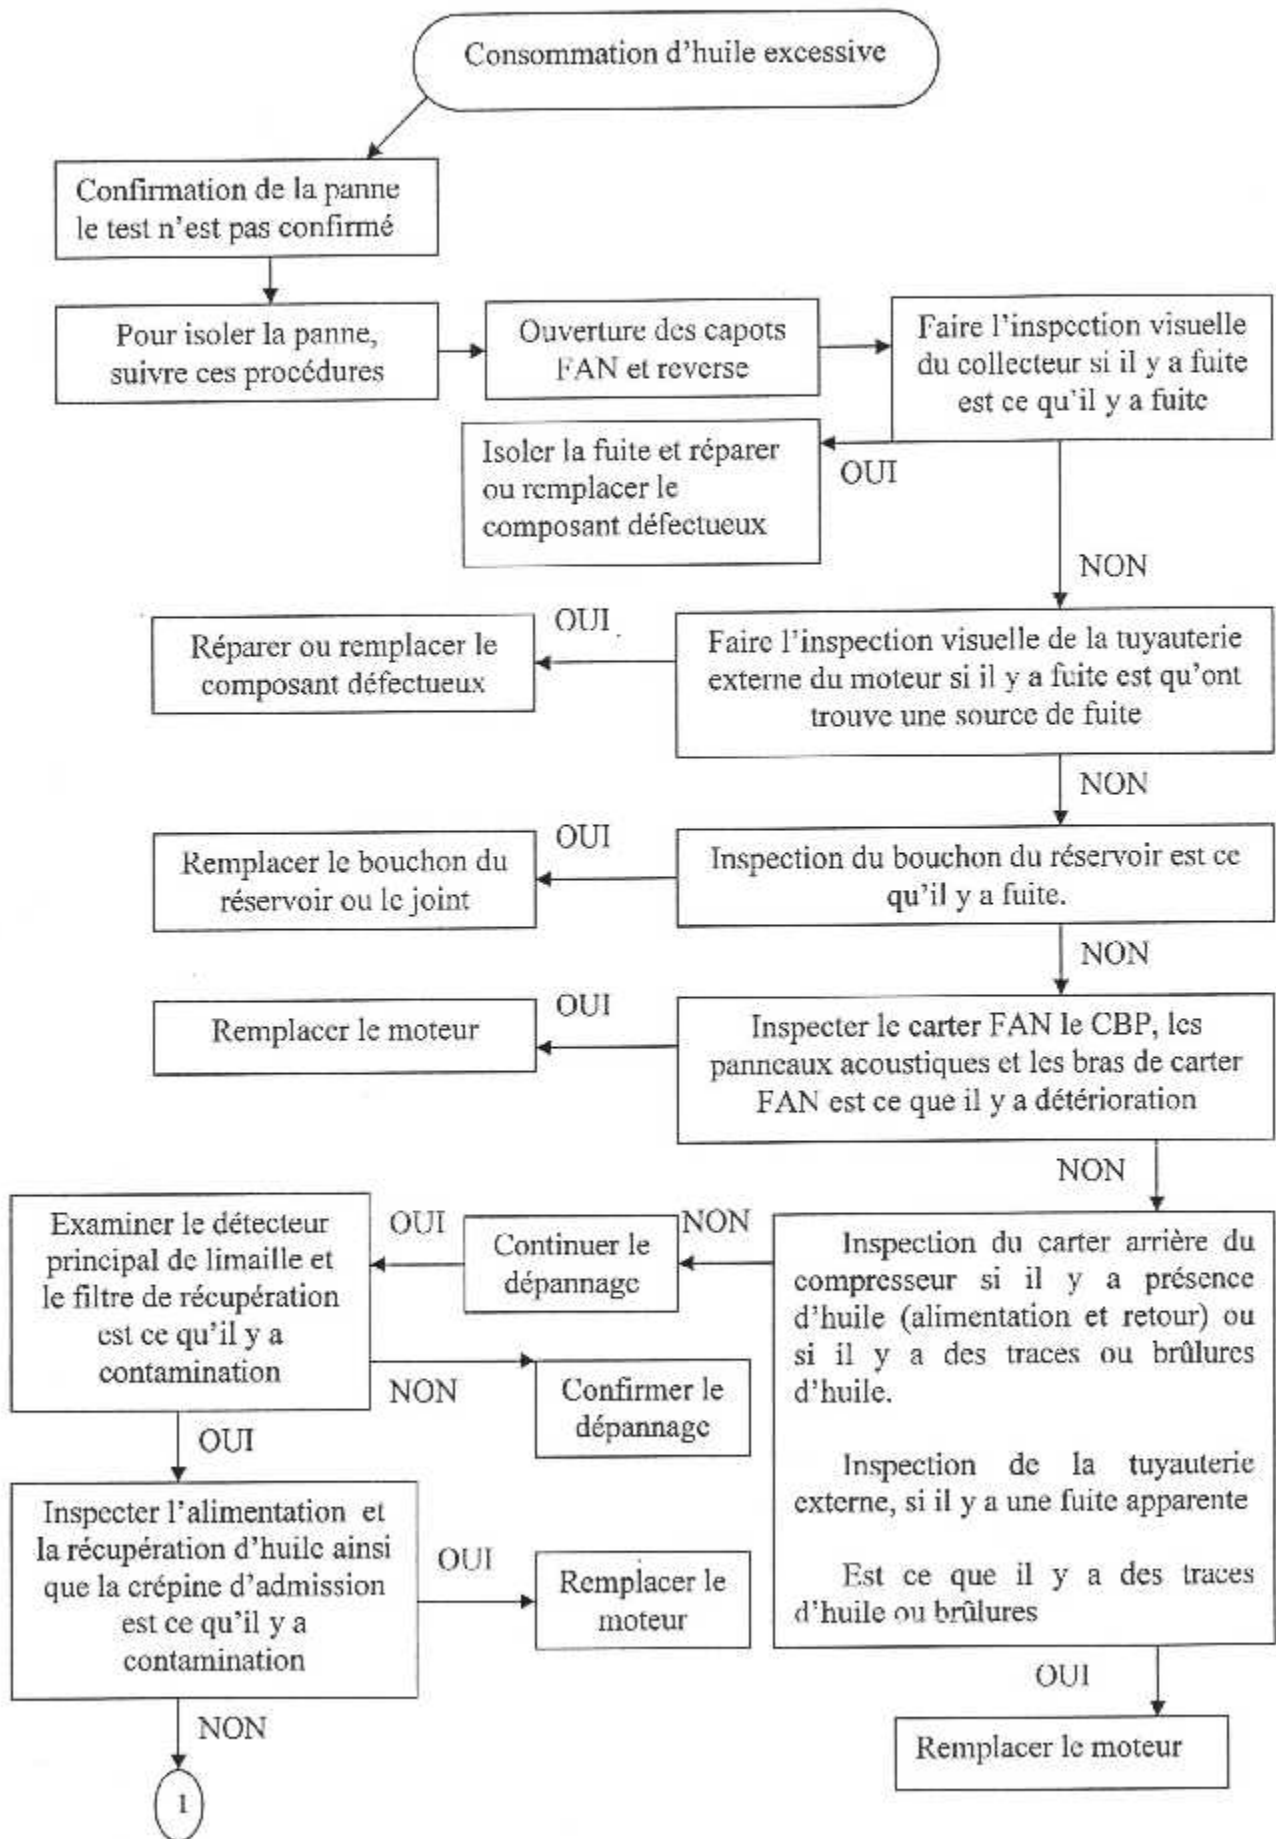 Consommation d'huile excessive
Confirmation de la panne
le test n'est pas confirmé
Pour isoler la panne,
suivre ces procédures
Ouverture des capots
FAN et reverse
Faire l'inspection visuelle
du collecteur si il y a fuite
est ce qu'il y a fuite
Isoler la fuite et réparer
ou remplacer le
composant défectueux
OUI
NON
Réparer ou remplacer le
composant défectueux
OUI
Faire l'inspection visuelle de la tuyauterie
externe du moteur si il y a fuite est qu'ont
trouve une source de fuite
NON
Remplacer le bouchon du
réservoir ou le joint
OUI
Inspection du bouchon du réservoir est ce
qu'il y a fuite.
NON
Remplacer le moteur
OUI
Inspecter le carter FAN le CBP, les
panneaux acoustiques et les bras de carter
FAN est ce que il y a détérioration
NON
Examiner le détecteur
principal de limaille et
le filtre de récupération
est ce qu'il y a
contamination
OUI
Continuer le
dépannage
NON
Inspection du carter arrière du
compresseur si il y a présence
d'huile (alimentation et retour) ou
si il y a des traces ou brûlures
d'huile.
Inspection de la tuyauterie
externe, si il y a une fuite apparente
Est ce que il y a des traces
d'huile ou brûlures
NON
Confirmer le
dépannage
OUI
Inspecter l'alimentation et
la récupération d'huile ainsi
que la crépine d'admission
est ce qu'il y a
contamination
OUI
Remplacer le
moteur
OUI
Remplacer le moteur
NON
1